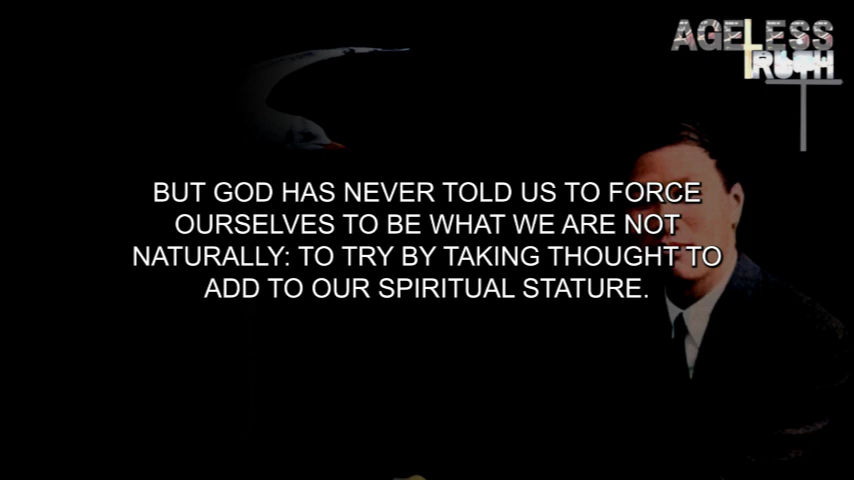 AGELESS
TRUTH
BUT GOD HAS NEVER TOLD US TO FORCE
OURSELVES TO BE WHAT WE ARE NOT
NATURALLY: TO TRY BY TAKING THOUGHT TO
ADD TO OUR SPIRITUAL STATURE.